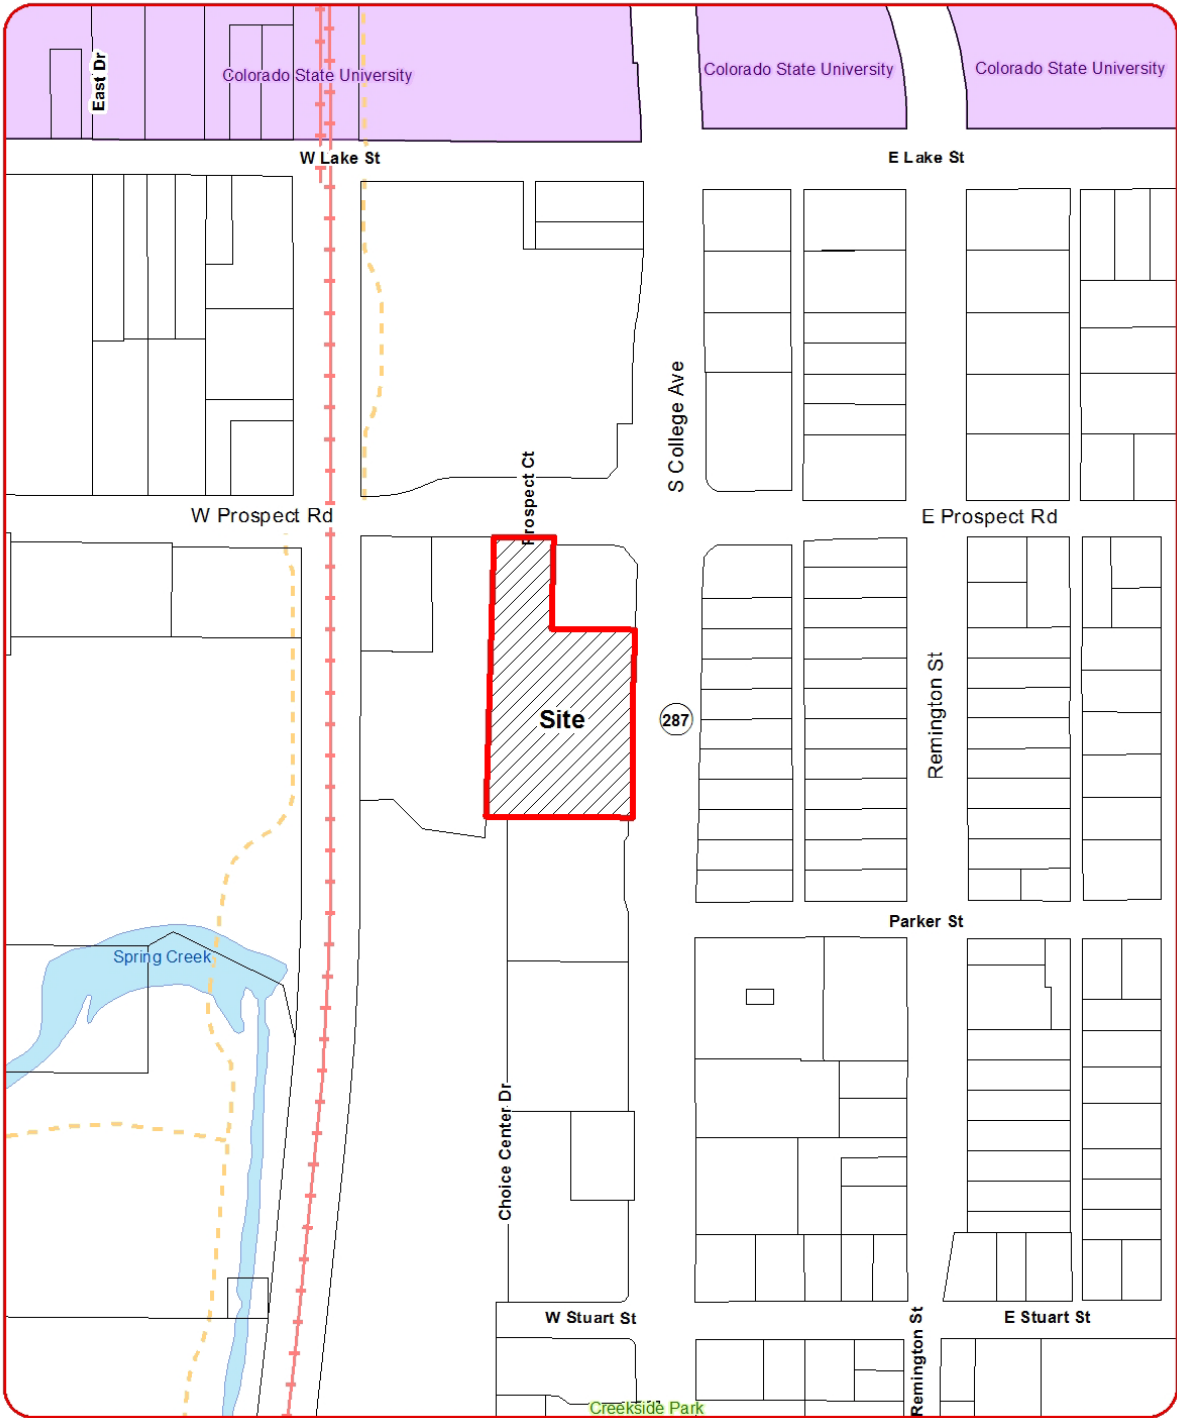 East Dr
Colorado State University
Colorado State University
Colorado State University
W Lake St
E Lake St
S College Ave
Prospect Ct
W Prospect Rd
E Prospect Rd
Site
287
Remington St
Parker St
Spring Creek
Choice Center Dr
W Stuart St
E Stuart St
Remington St
Creekside Park